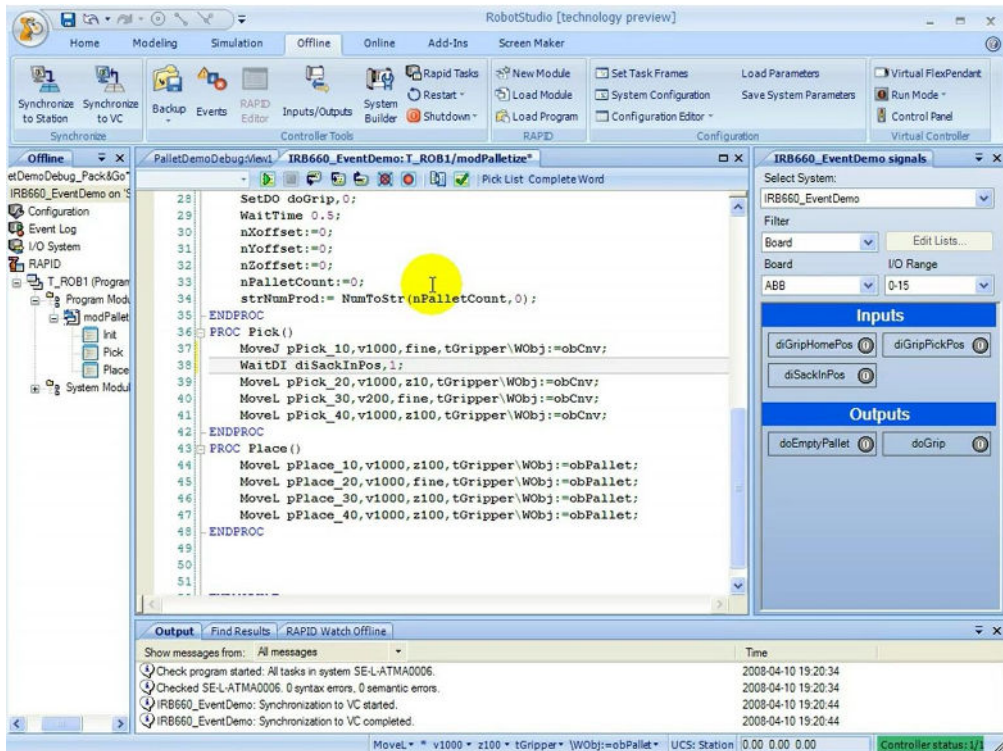 RobotStudio [technology preview]
Home Modeling Simulation Offline Online Add-Ins Screen Maker
Synchronize to Station
Synchronize to VC
Synchronize
Backup
Events
RAPID Editor
Inputs/Outputs
System Builder
Rapid Tasks
Restart
Shutdown
Controller Tools
New Module
Load Module
Load Program
RAPID
Set Task Frames
System Configuration
Configuration Editor
Load Parameters
Save System Parameters
Configuration
Virtual FlexPendant
Run Mode
Control Panel
Virtual Controller
Offline
etDemoDebug_Pack&Go"
IRB660_EventDemo on 'S
Configuration
Event Log
I/O System
RAPID
T_ROB1 (Program
Program Modu
modPallet
Init
Pick
Place
System Modul
PalletDemoDebug:View1 IRB660_EventDemo: T_ROB1/modPalletize*
Pick List Complete Word
28 SetDO doGrip,0;
29 WaitTime 0.5;
30 nXoffset:=0;
31 nYoffset:=0;
32 nZoffset:=0;
33 nPalletCount:=0;
34 strNumProd:= NumToStr(nPalletCount,0);
35 ENDPROC
36 PROC Pick()
37 MoveJ pPick_10,v1000,fine,tGripper\WObj:=obCnv;
38 WaitDI diSackInPos,1;
39 MoveL pPick_20,v1000,z10,tGripper\WObj:=obCnv;
40 MoveL pPick_30,v200,fine,tGripper\WObj:=obCnv;
41 MoveL pPick_40,v1000,z100,tGripper\WObj:=obCnv;
42 ENDPROC
43 PROC Place()
44 MoveL pPlace_10,v1000,z100,tGripper\WObj:=obPallet;
45 MoveL pPlace_20,v1000,fine,tGripper\WObj:=obPallet;
46 MoveL pPlace_30,v1000,z100,tGripper\WObj:=obPallet;
47 MoveL pPlace_40,v1000,z100,tGripper\WObj:=obPallet;
48 ENDPROC
49
50
51
IRB660_EventDemo signals
Select System:
IRB660_EventDemo
Filter
Board Edit Lists...
Board I/O Range
ABB 0-15
Inputs
diGripHomePos diGripPickPos
diSackInPos
Outputs
doEmptyPallet doGrip
Output Find Results RAPID Watch Offline
Show messages from: All messages Time
Check program started: All tasks in system SE-L-ATMA0006. 2008-04-10 19:20:34
Checked SE-L-ATMA0006. 0 syntax errors, 0 semantic errors. 2008-04-10 19:20:34
IRB660_EventDemo: Synchronization to VC started. 2008-04-10 19:20:44
IRB660_EventDemo: Synchronization to VC completed. 2008-04-10 19:20:44
MoveL * v1000 z100 tGripper \WObj:=obPallet UCS: Station 0.00 0.00 0.00 Controller status: 1/1